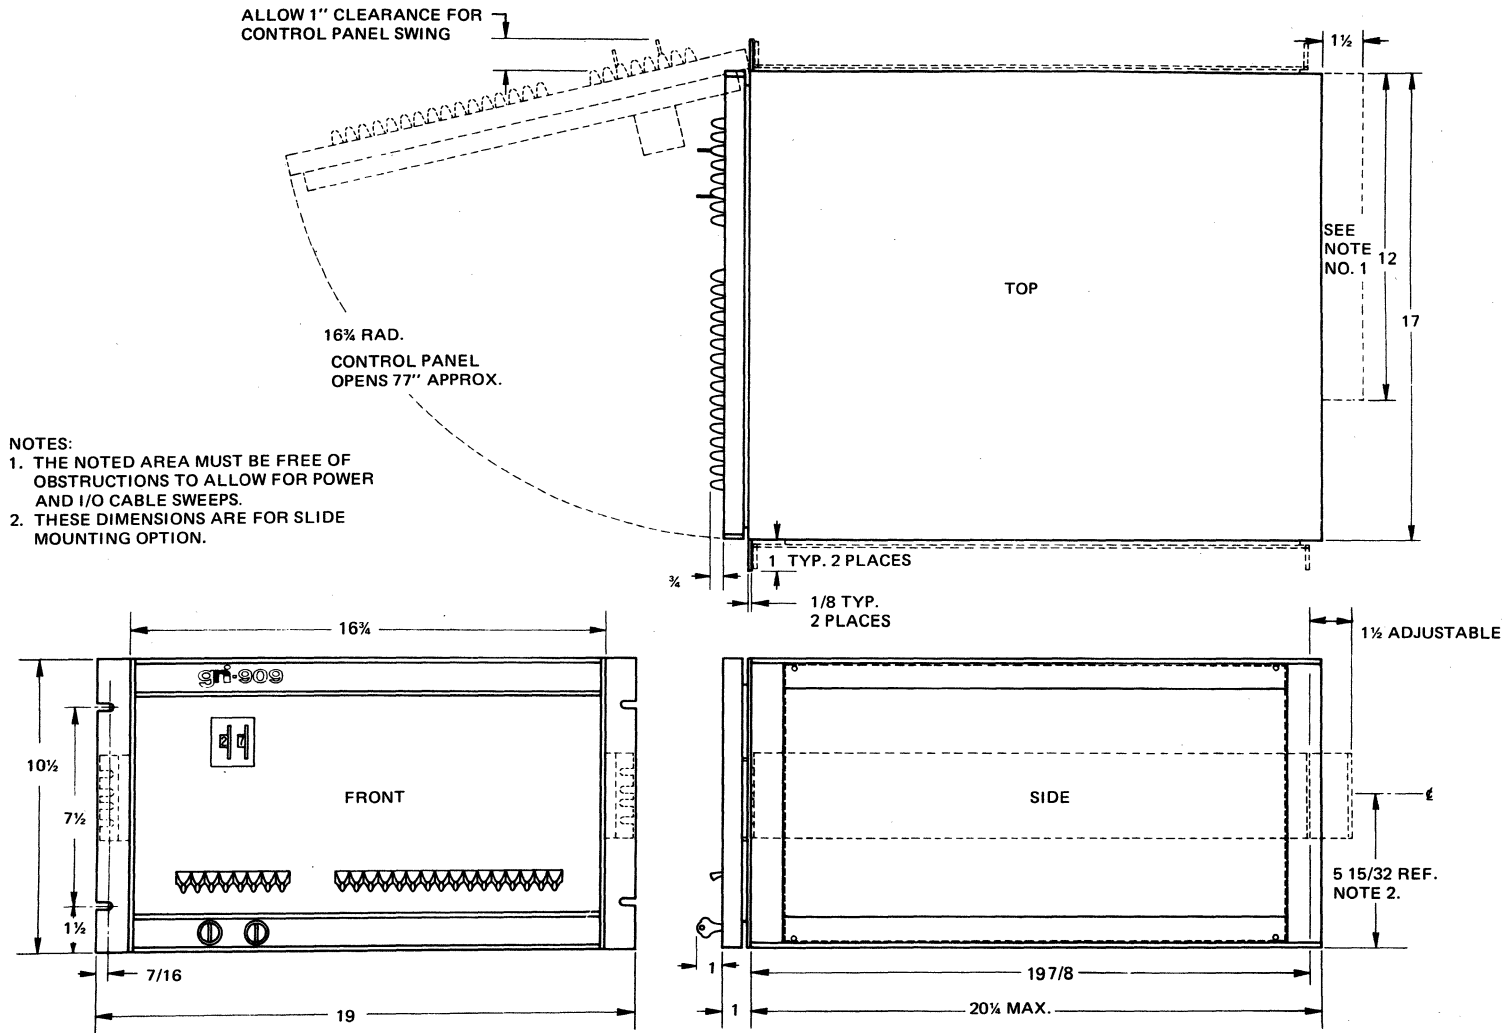 ALLOW 1" CLEARANCE FOR
CONTROL PANEL SWING
1½
SEE
NOTE
NO. 1
12
17
TOP
16¾ RAD.
CONTROL PANEL
OPENS 77" APPROX.
NOTES:
1. THE NOTED AREA MUST BE FREE OF
OBSTRUCTIONS TO ALLOW FOR POWER
AND I/O CABLE SWEEPS.
2. THESE DIMENSIONS ARE FOR SLIDE
MOUNTING OPTION.
¾
1 TYP. 2 PLACES
1/8 TYP.
2 PLACES
16¾
gri-909
10½
7½
1½
FRONT
7/16
19
1½ ADJUSTABLE
SIDE
℄
5 15/32 REF.
NOTE 2.
1
19 7/8
1
20¼ MAX.